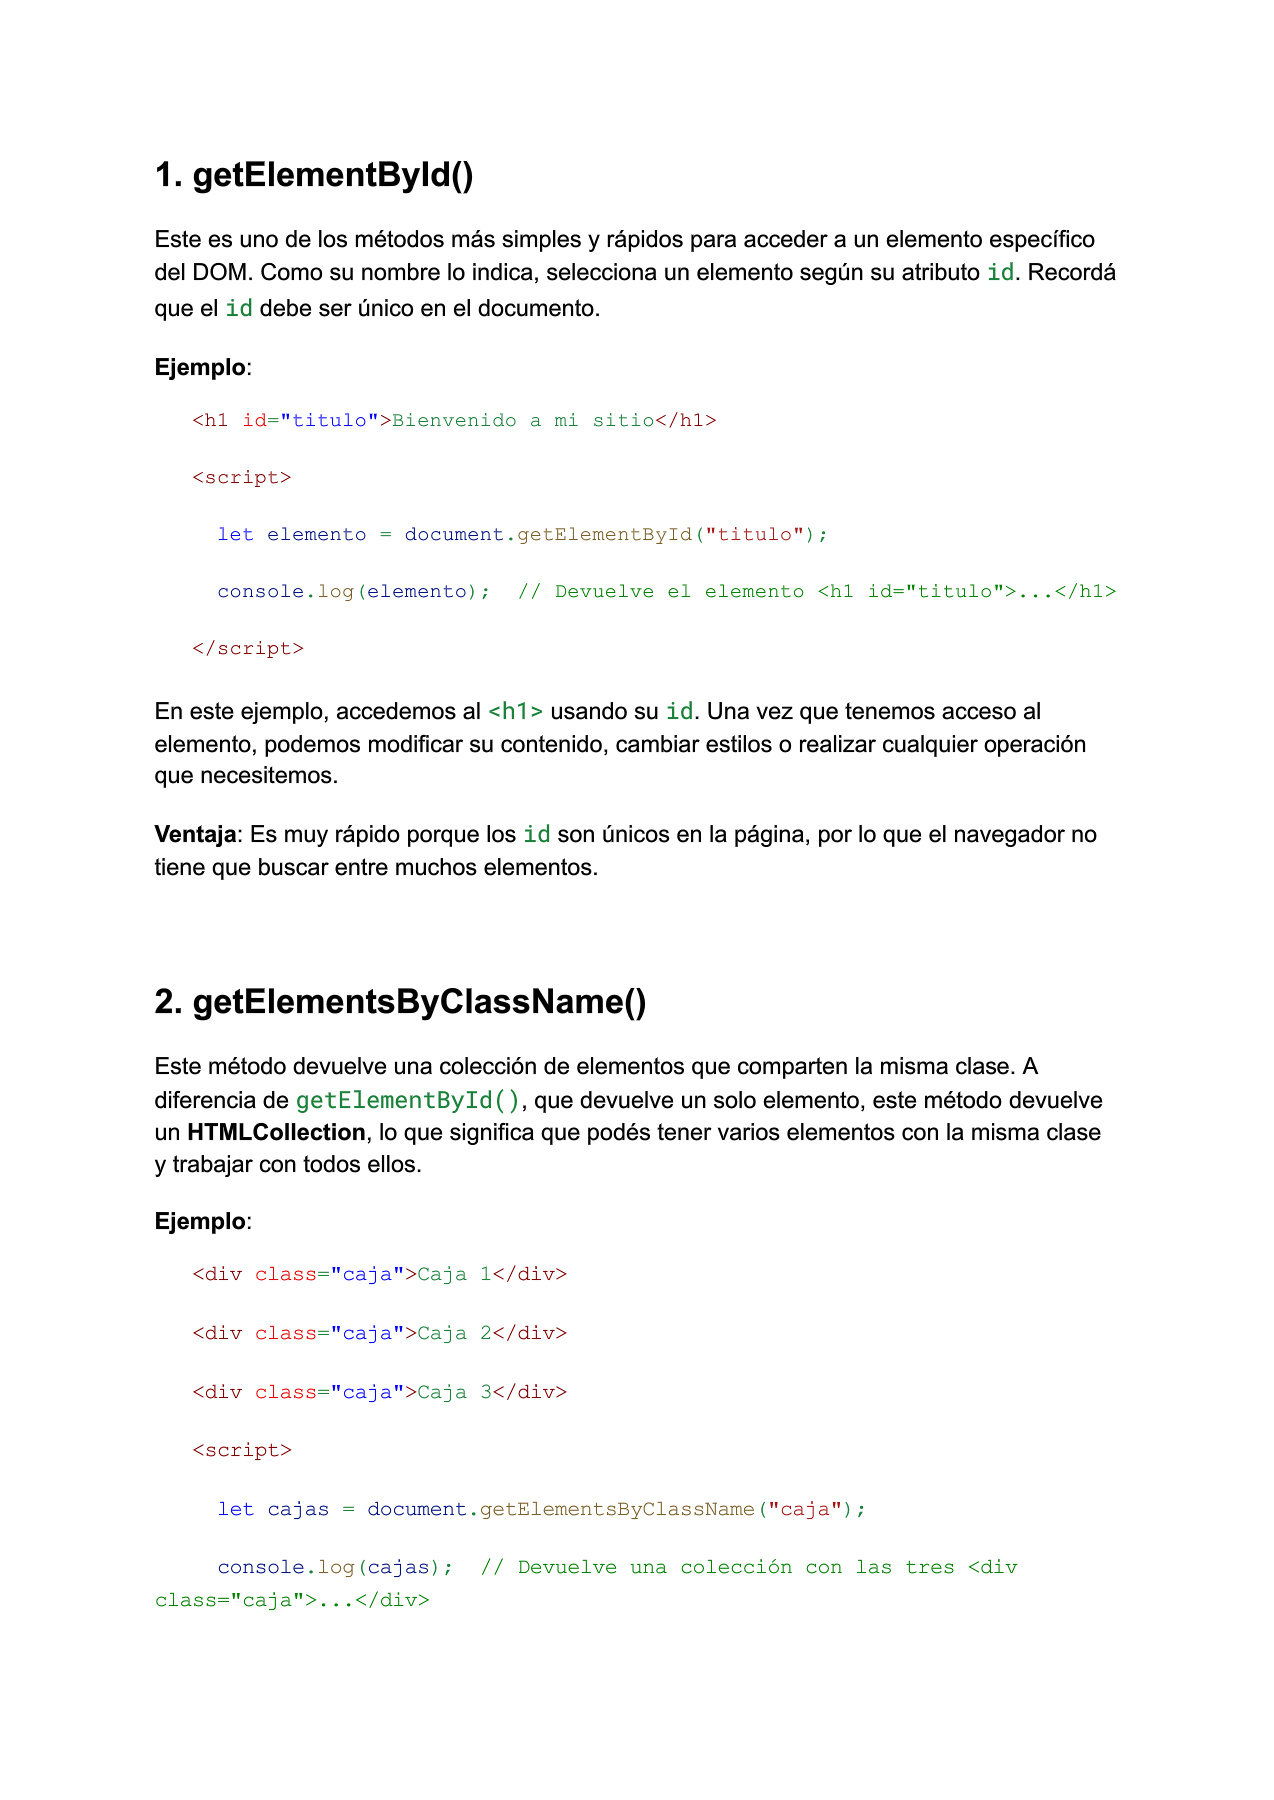 1. getElementById()
Este es uno de los métodos más simples y rápidos para acceder a un elemento específico
del DOM. Como su nombre lo indica, selecciona un elemento según su atributo id. Recordá
que el id debe ser único en el documento.
Ejemplo:
<h1 id="titulo">Bienvenido a mi sitio</h1>
<script>
let elemento = document.getElementById("titulo");
console.log(elemento);  // Devuelve el elemento <h1 id="titulo">...</h1>
</script>
En este ejemplo, accedemos al <h1> usando su id. Una vez que tenemos acceso al
elemento, podemos modificar su contenido, cambiar estilos o realizar cualquier operación
que necesitemos.
Ventaja: Es muy rápido porque los id son únicos en la página, por lo que el navegador no
tiene que buscar entre muchos elementos.
2. getElementsByClassName()
Este método devuelve una colección de elementos que comparten la misma clase. A
diferencia de getElementById(), que devuelve un solo elemento, este método devuelve
un HTMLCollection, lo que significa que podés tener varios elementos con la misma clase
y trabajar con todos ellos.
Ejemplo:
<div class="caja">Caja 1</div>
<div class="caja">Caja 2</div>
<div class="caja">Caja 3</div>
<script>
let cajas = document.getElementsByClassName("caja");
console.log(cajas);  // Devuelve una colección con las tres <div
class="caja">...</div>